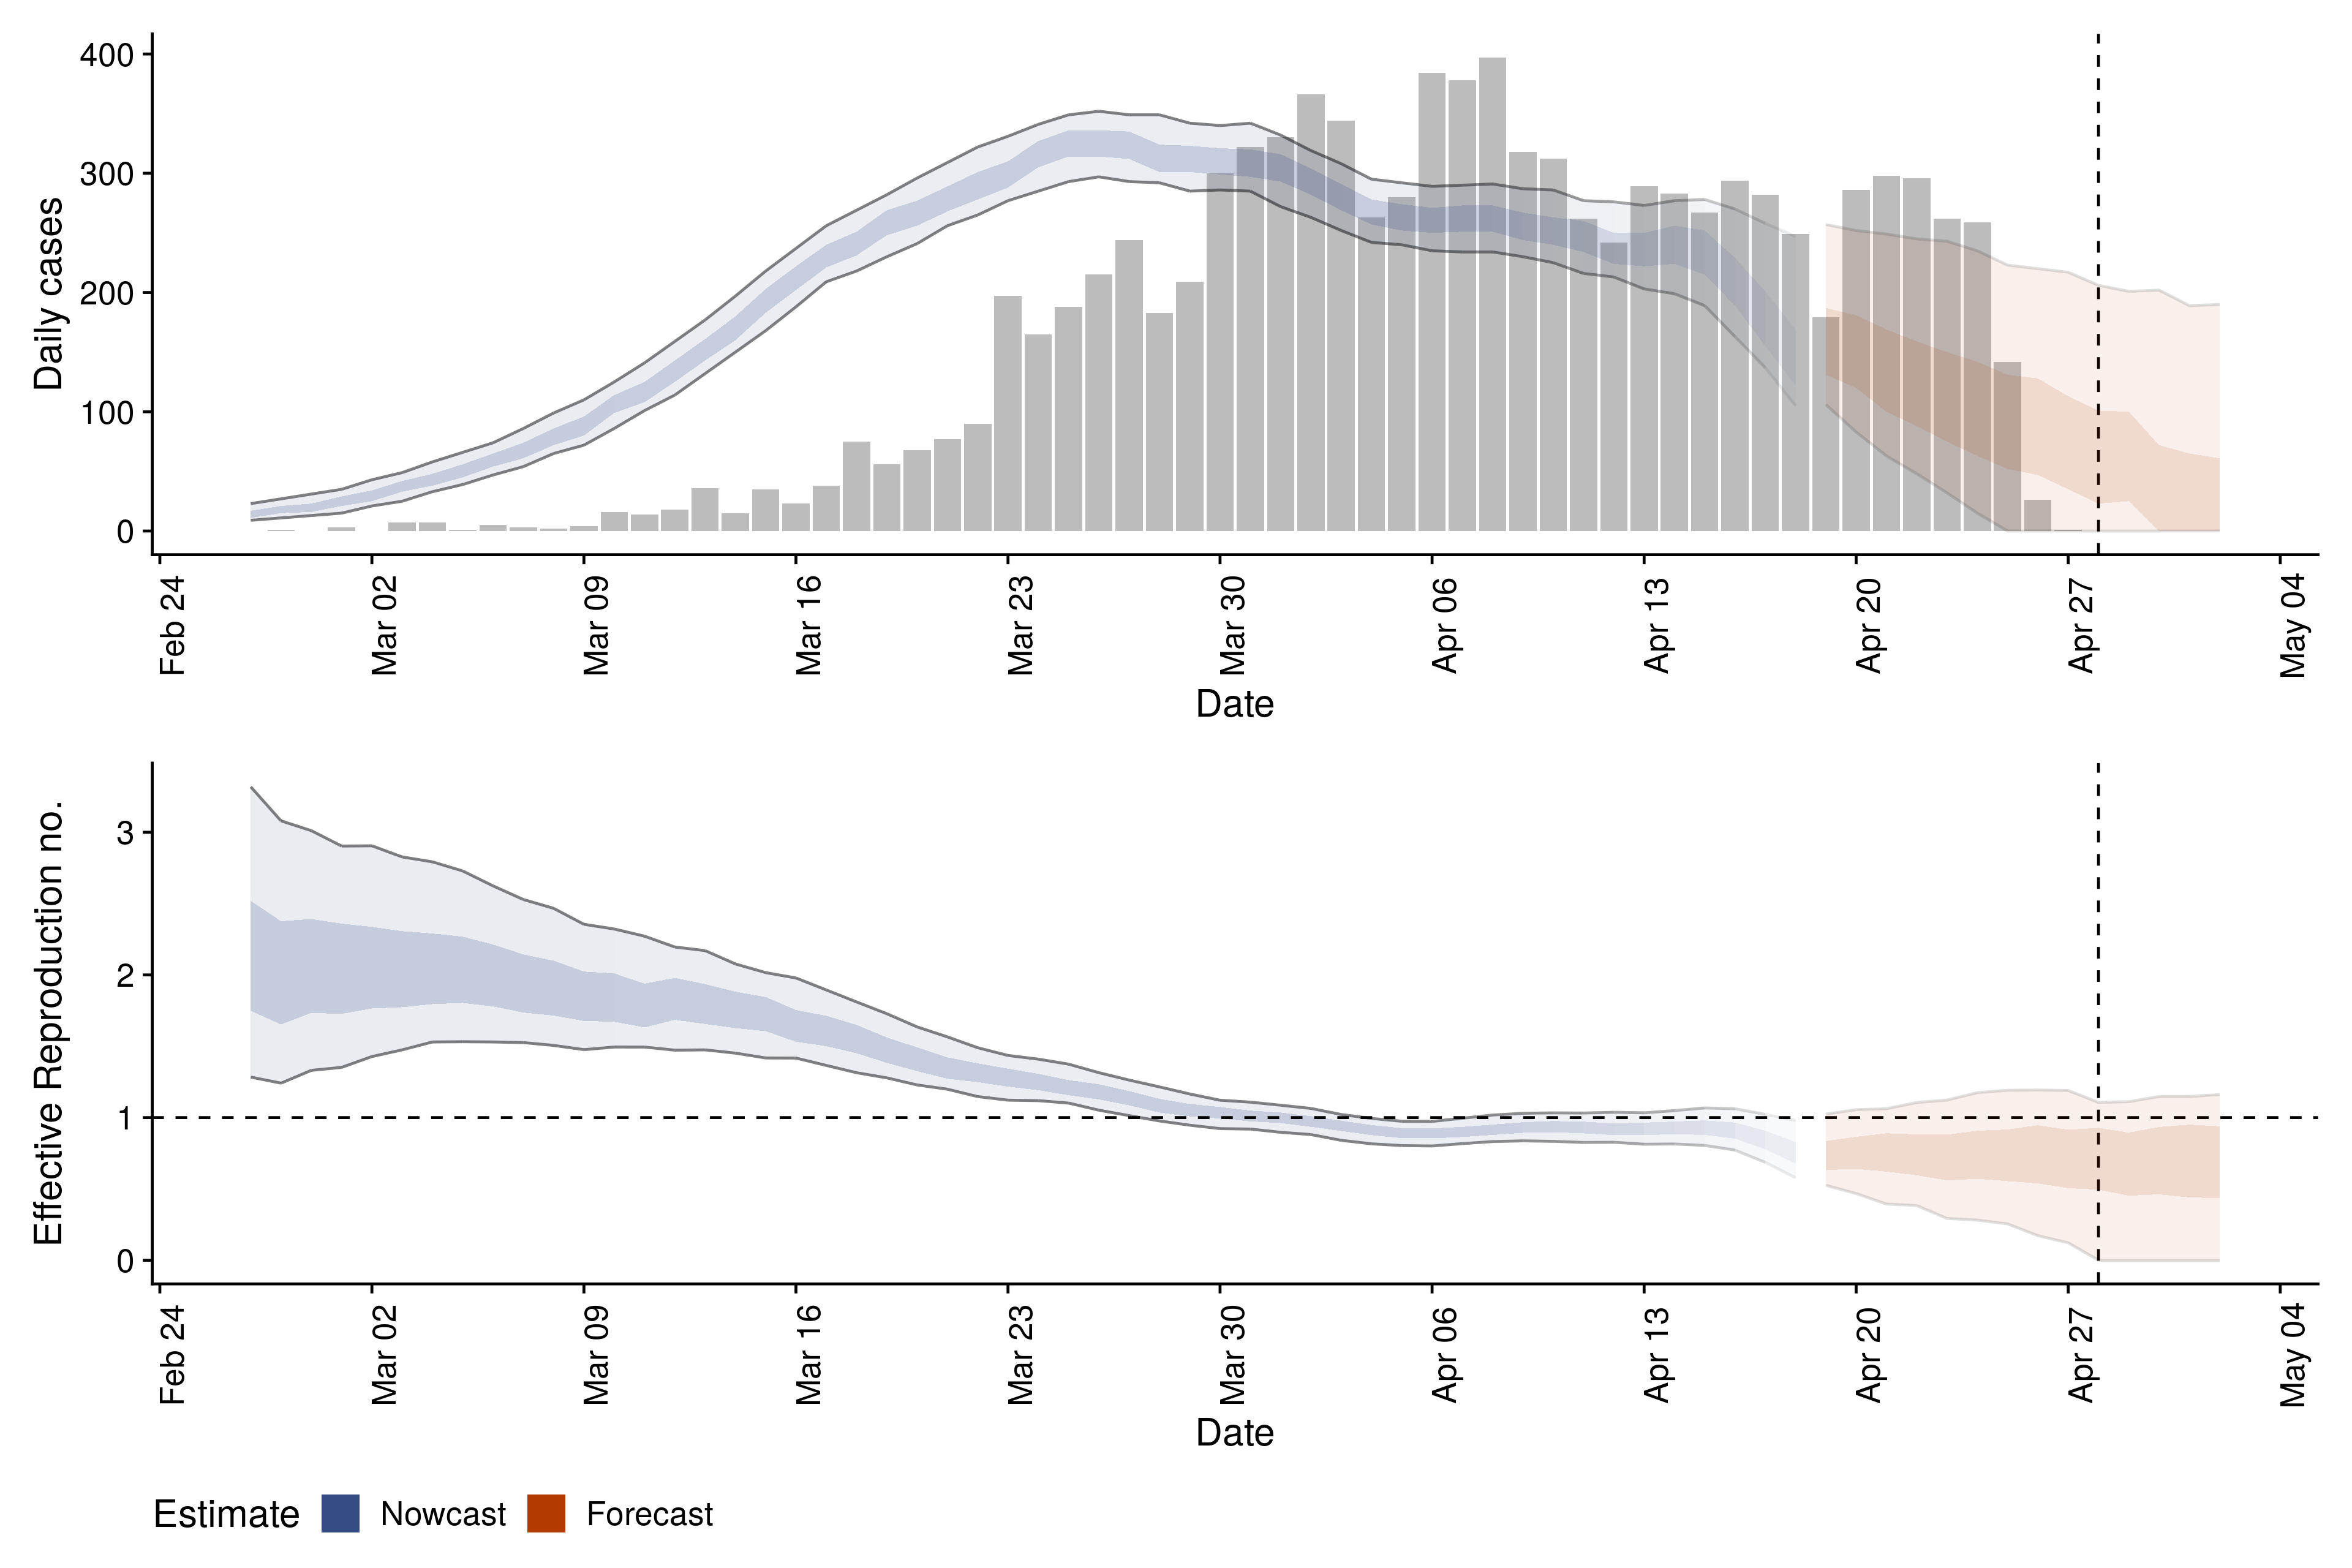 Daily cases
400
300
200
100
0
Feb 24
Mar 02
Mar 09
Mar 16
Mar 23
Mar 30
Apr 06
Apr 13
Apr 20
Apr 27
May 04
Date
Effective Reproduction no.
3
2
1
0
Feb 24
Mar 02
Mar 09
Mar 16
Mar 23
Mar 30
Apr 06
Apr 13
Apr 20
Apr 27
May 04
Date
Estimate Nowcast Forecast